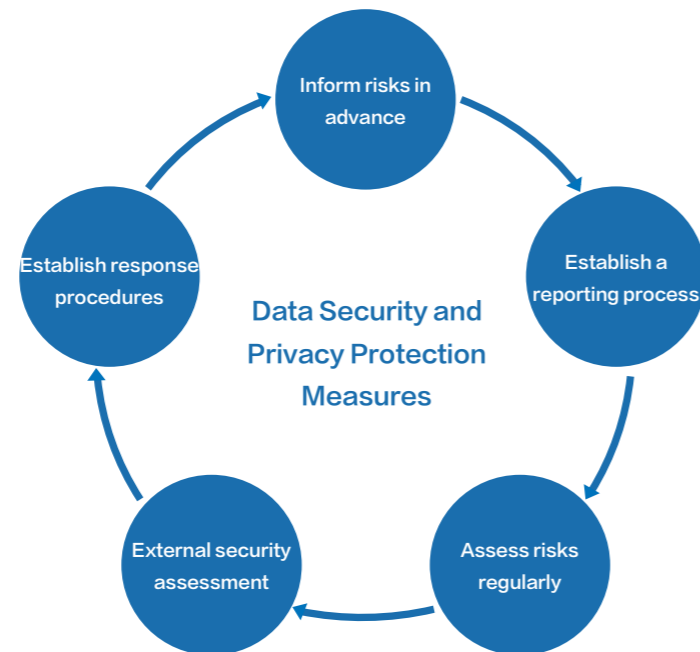 Inform risks in
advance
Establish a
reporting process
Assess risks
regularly
External security
assessment
Establish response
procedures
Data Security and
Privacy Protection
Measures